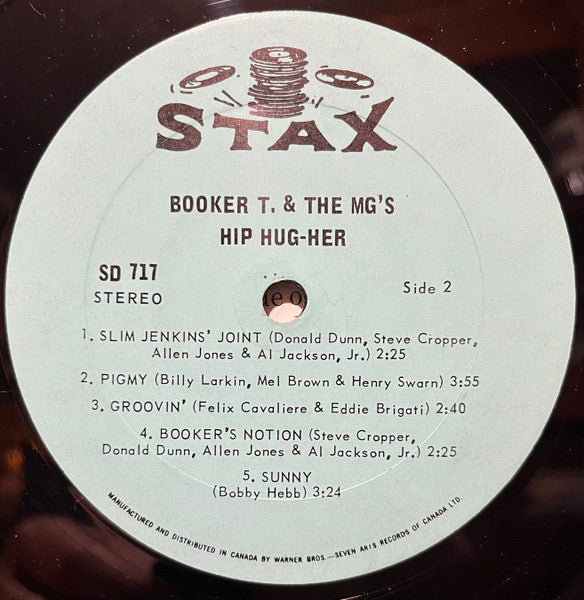 STAX
BOOKER T. & THE MG'S
HIP HUG-HER
SD 717
STEREO
Side 2
1. SLIM JENKINS' JOINT (Donald Dunn, Steve Cropper,
Allen Jones & Al Jackson, Jr.) 2:25
2. PIGMY (Billy Larkin, Mel Brown & Henry Swarn) 3:55
3. GROOVIN' (Felix Cavaliere & Eddie Brigati) 2:40
4. BOOKER'S NOTION (Steve Cropper,
Donald Dunn, Allen Jones & Al Jackson, Jr.) 2:25
5. SUNNY
(Bobby Hebb) 3:24
MANUFACTURED AND DISTRIBUTED IN CANADA BY WARNER BROS.—SEVEN ARTS RECORDS OF CANADA LTD.